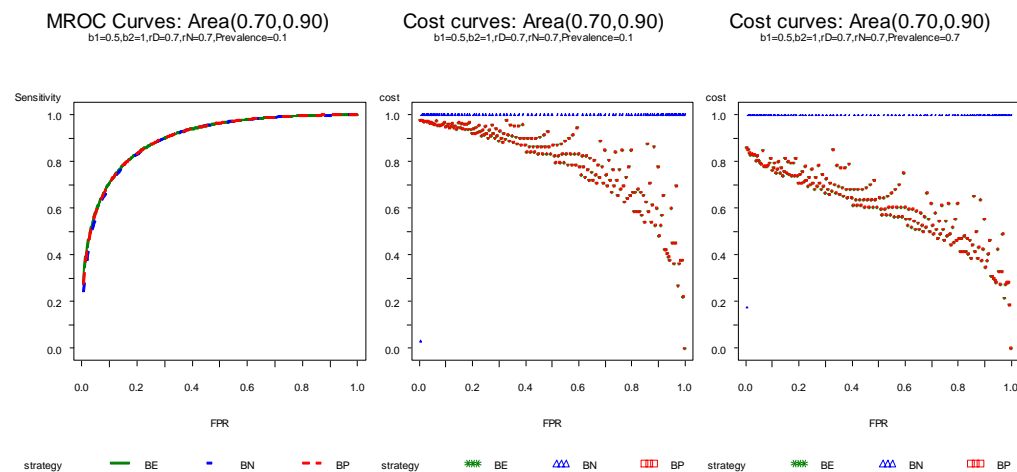 MROC Curves: Area(0.70,0.90)
b1=0.5,b2=1,rD=0.7,rN=0.7,Prevalence=0.1
Sensitivity
1.0
0.8
0.6
0.4
0.2
0.0
0.0 0.2 0.4 0.6 0.8 1.0
FPR
strategy BE BN BP
Cost curves: Area(0.70,0.90)
b1=0.5,b2=1,rD=0.7,rN=0.7,Prevalence=0.1
cost
1.0
0.8
0.6
0.4
0.2
0.0
0.0 0.2 0.4 0.6 0.8 1.0
FPR
strategy BE BN BP
Cost curves: Area(0.70,0.90)
b1=0.5,b2=1,rD=0.7,rN=0.7,Prevalence=0.7
cost
1.0
0.8
0.6
0.4
0.2
0.0
0.0 0.2 0.4 0.6 0.8 1.0
FPR
strategy BE BN BP